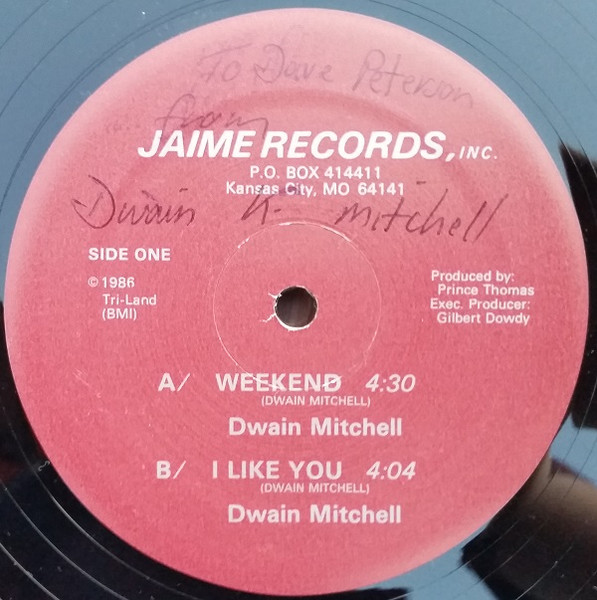 To Dave Peterson
from
JAIME RECORDS, INC.
P.O. BOX 414411
Kansas City, MO 64141
Dwain K. Mitchell
SIDE ONE
© 1986
Tri-Land
(BMI)
Produced by:
Prince Thomas
Exec. Producer:
Gilbert Dowdy
A/ WEEKEND 4:30
(DWAIN MITCHELL)
Dwain Mitchell
B/ I LIKE YOU 4:04
(DWAIN MITCHELL)
Dwain Mitchell